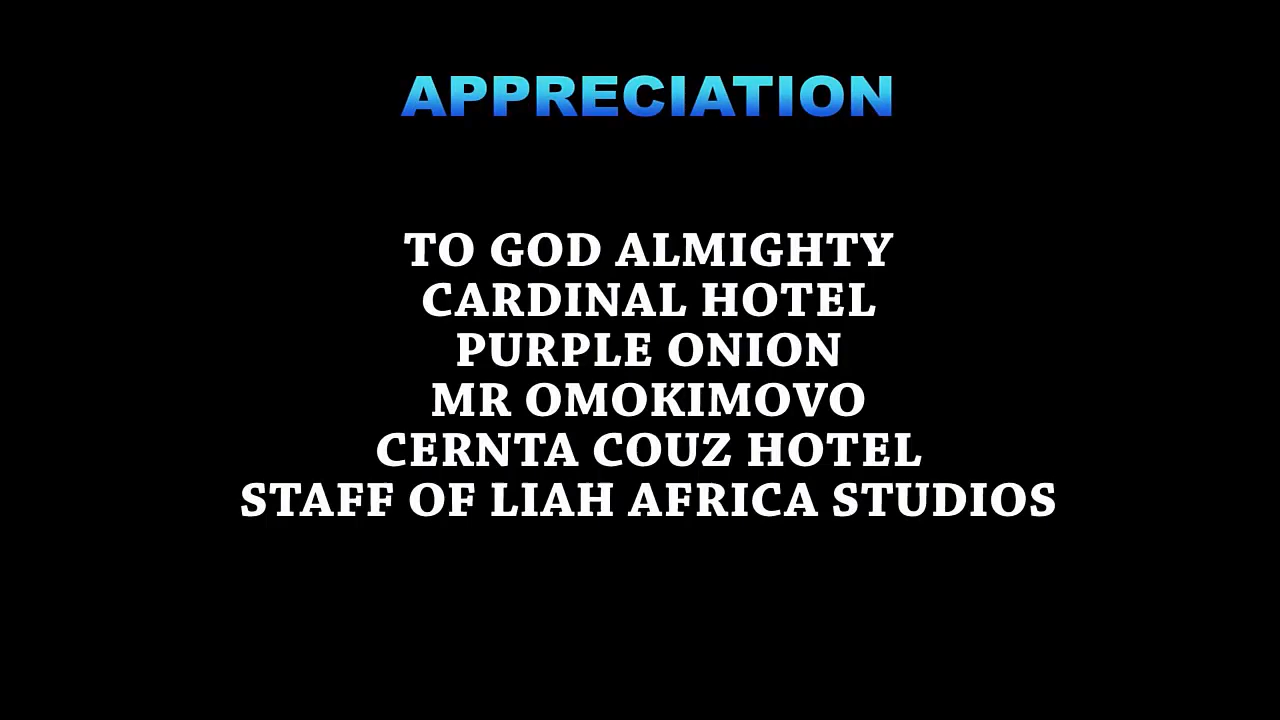 APPRECIATION
TO GOD ALMIGHTY
CARDINAL HOTEL
PURPLE ONION
MR OMOKIMOVO
CERNTA COUZ HOTEL
STAFF OF LIAH AFRICA STUDIOS